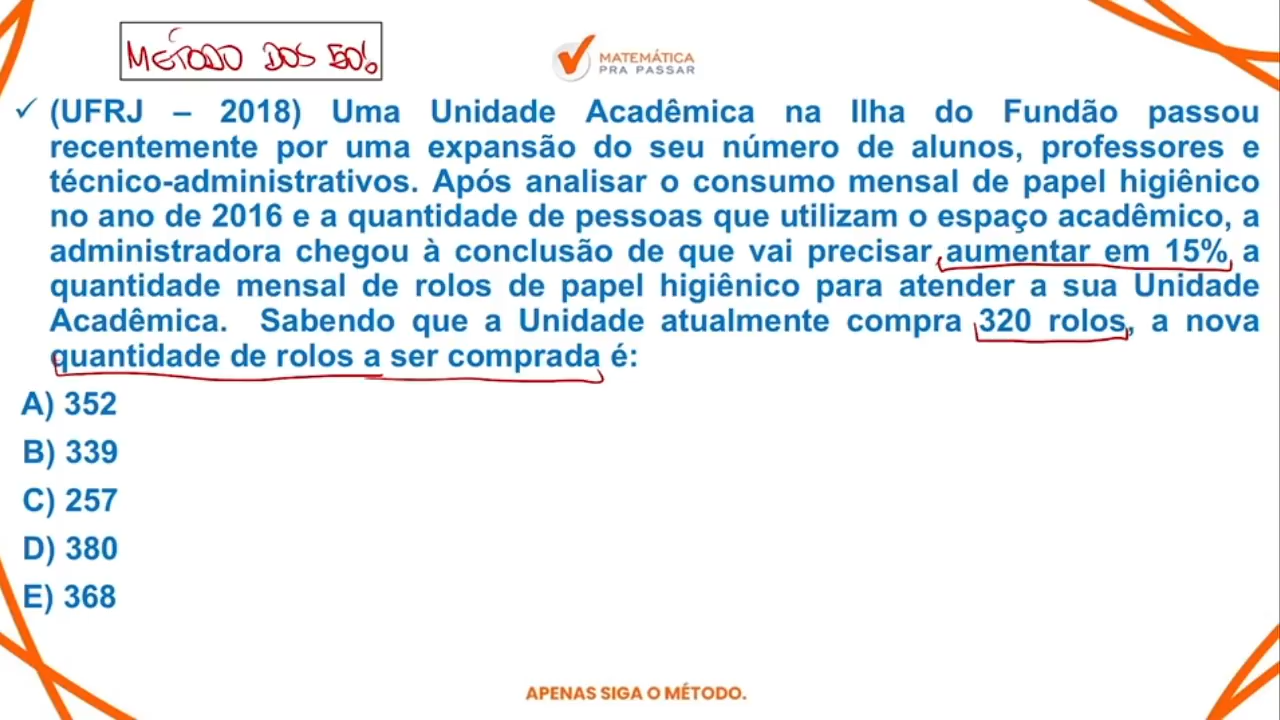 MÉTODO DOS 50%
MATEMÁTICA
PRA PASSAR
✓ (UFRJ – 2018) Uma Unidade Acadêmica na Ilha do Fundão passou
recentemente por uma expansão do seu número de alunos, professores e
técnico-administrativos. Após analisar o consumo mensal de papel higiênico
no ano de 2016 e a quantidade de pessoas que utilizam o espaço acadêmico, a
administradora chegou à conclusão de que vai precisar aumentar em 15% a
quantidade mensal de rolos de papel higiênico para atender a sua Unidade
Acadêmica. Sabendo que a Unidade atualmente compra 320 rolos, a nova
quantidade de rolos a ser comprada é:
A) 352
B) 339
C) 257
D) 380
E) 368
APENAS SIGA O MÉTODO.